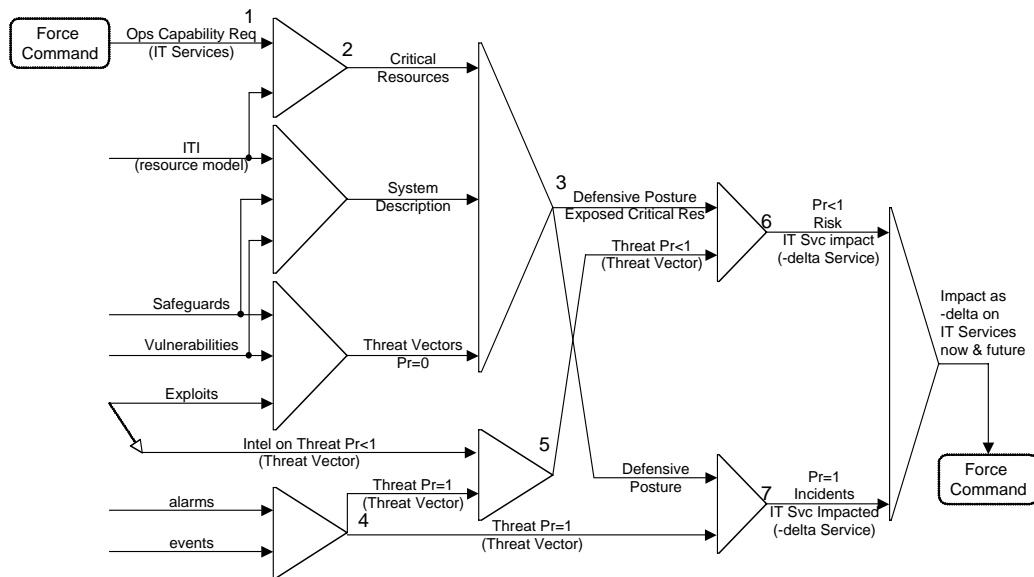 Force
Command
1
Ops Capability Req
(IT Services)
2
Critical
Resources
ITI
(resource model)
System
Description
3
Defensive Posture
Exposed Critical Res
Threat Pr<1
(Threat Vector)
6
Pr<1
Risk
IT Svc impact
(-delta Service)
Safeguards
Vulnerabilities
Exploits
Threat Vectors
Pr=0
Impact as
-delta on
IT Services
now & future
Intel on Threat Pr<1
(Threat Vector)
5
alarms
events
4
Threat Pr=1
(Threat Vector)
Threat Pr=1
(Threat Vector)
Defensive
Posture
7
Pr=1
Incidents
IT Svc Impacted
(-delta Service)
Force
Command